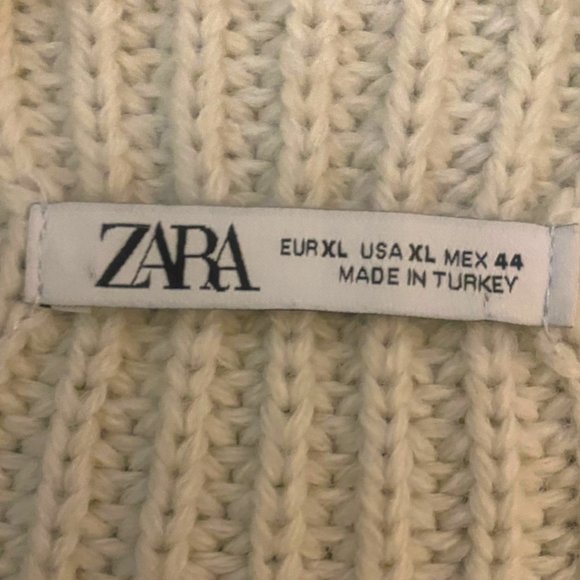 ZARA
EUR XL USA XL MEX 44
MADE IN TURKEY